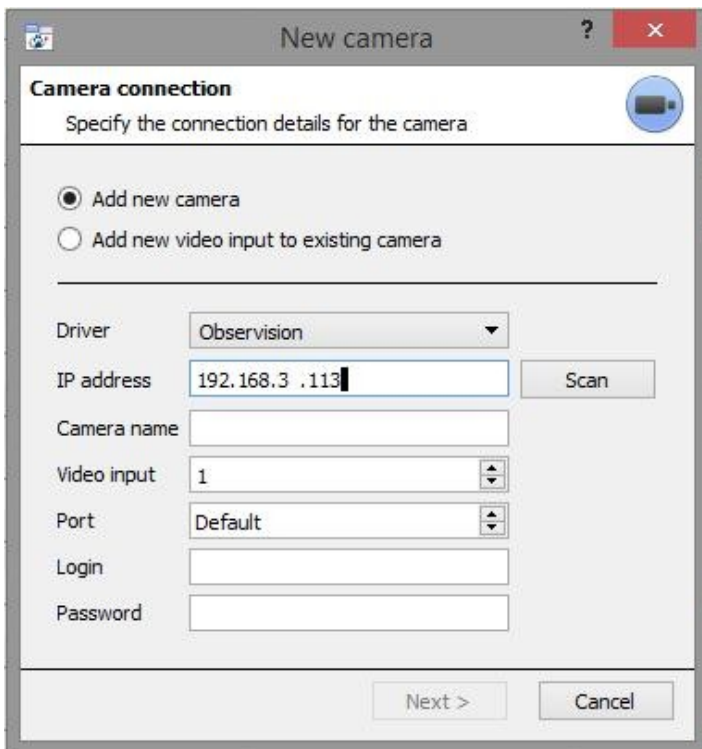 New camera
?
Camera connection
Specify the connection details for the camera
Add new camera
Add new video input to existing camera
Driver Observision
IP address 192.168.3 .113 Scan
Camera name
Video input 1
Port Default
Login
Password
Next > Cancel